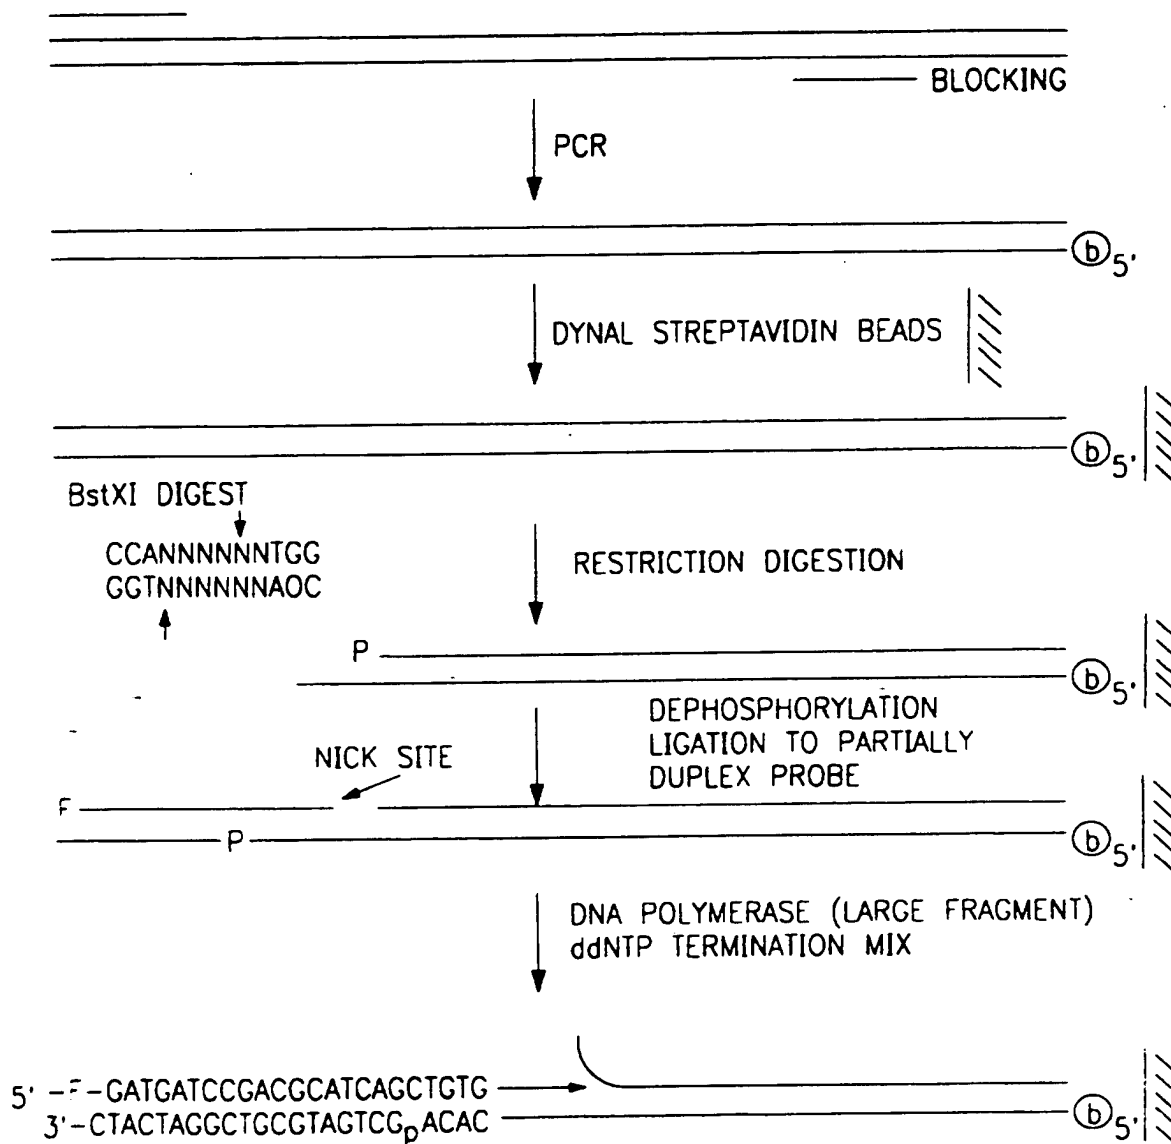 BLOCKING
PCR
b 5'
DYNAL STREPTAVIDIN BEADS
b 5'
BstXI DIGEST
CCANNNNNNTGG
GGTNNNNNNAOC
RESTRICTION DIGESTION
P
b 5'
DEPHOSPHORYLATION
LIGATION TO PARTIALLY
DUPLEX PROBE
NICK SITE
F
P b 5'
DNA POLYMERASE (LARGE FRAGMENT)
ddNTP TERMINATION MIX
5' -F-GATGATCCGACGCATCAGCTGTG
3'-CTACTAGGCTGCGTAGTCGpACAC b 5'